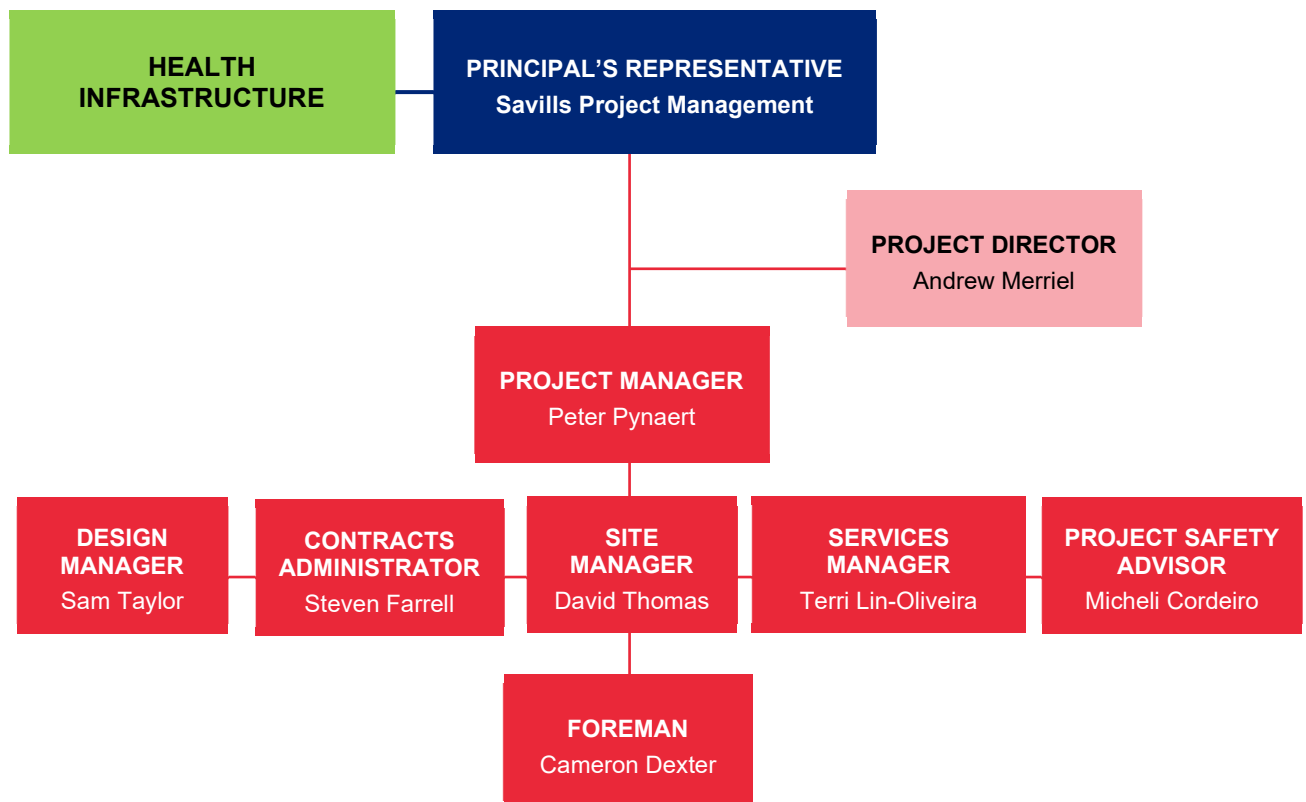 HEALTH
INFRASTRUCTURE
PRINCIPAL’S REPRESENTATIVE
Savills Project Management
PROJECT DIRECTOR
Andrew Merriel
PROJECT MANAGER
Peter Pynaert
DESIGN
MANAGER
Sam Taylor
CONTRACTS
ADMINISTRATOR
Steven Farrell
SITE
MANAGER
David Thomas
SERVICES
MANAGER
Terri Lin-Oliveira
PROJECT SAFETY
ADVISOR
Micheli Cordeiro
FOREMAN
Cameron Dexter